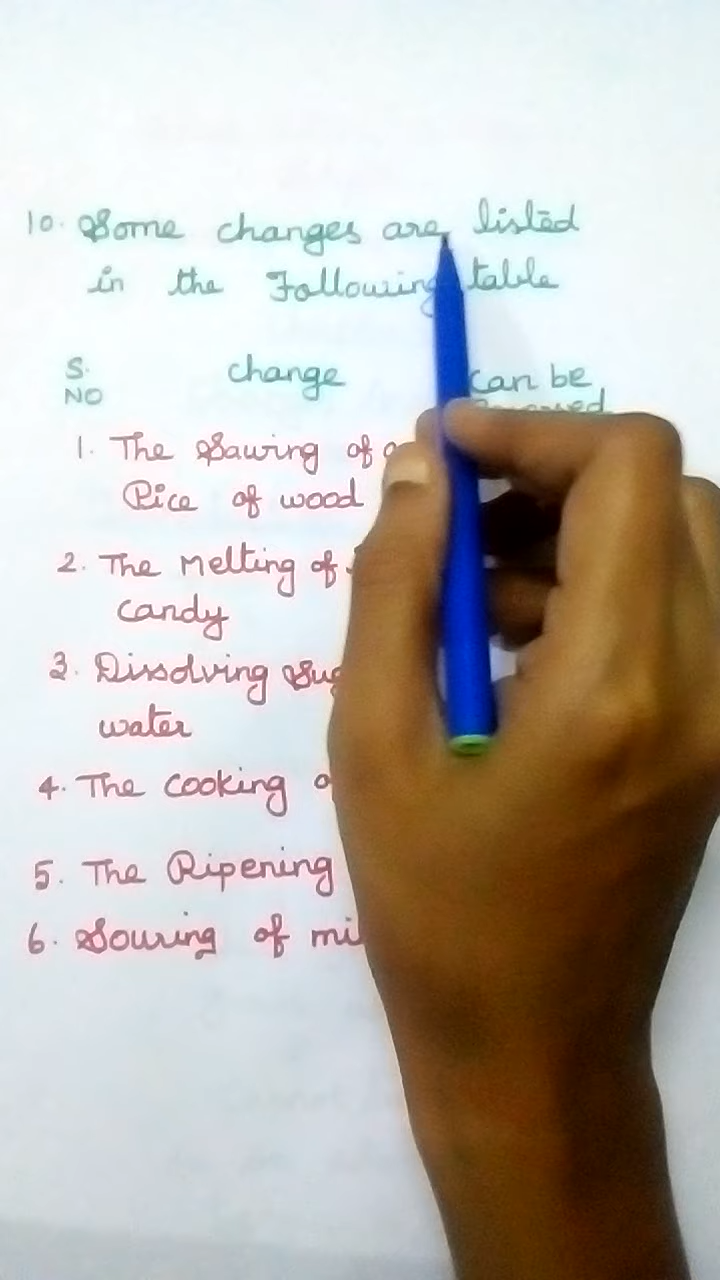 10. Some changes are listed
in the Following table
S. NO change can be
1. The Sawing of
Pice of wood
2. The Melting of
candy
3. Dissolving
water
4. The cooking
5. The Ripening
6. Souring of